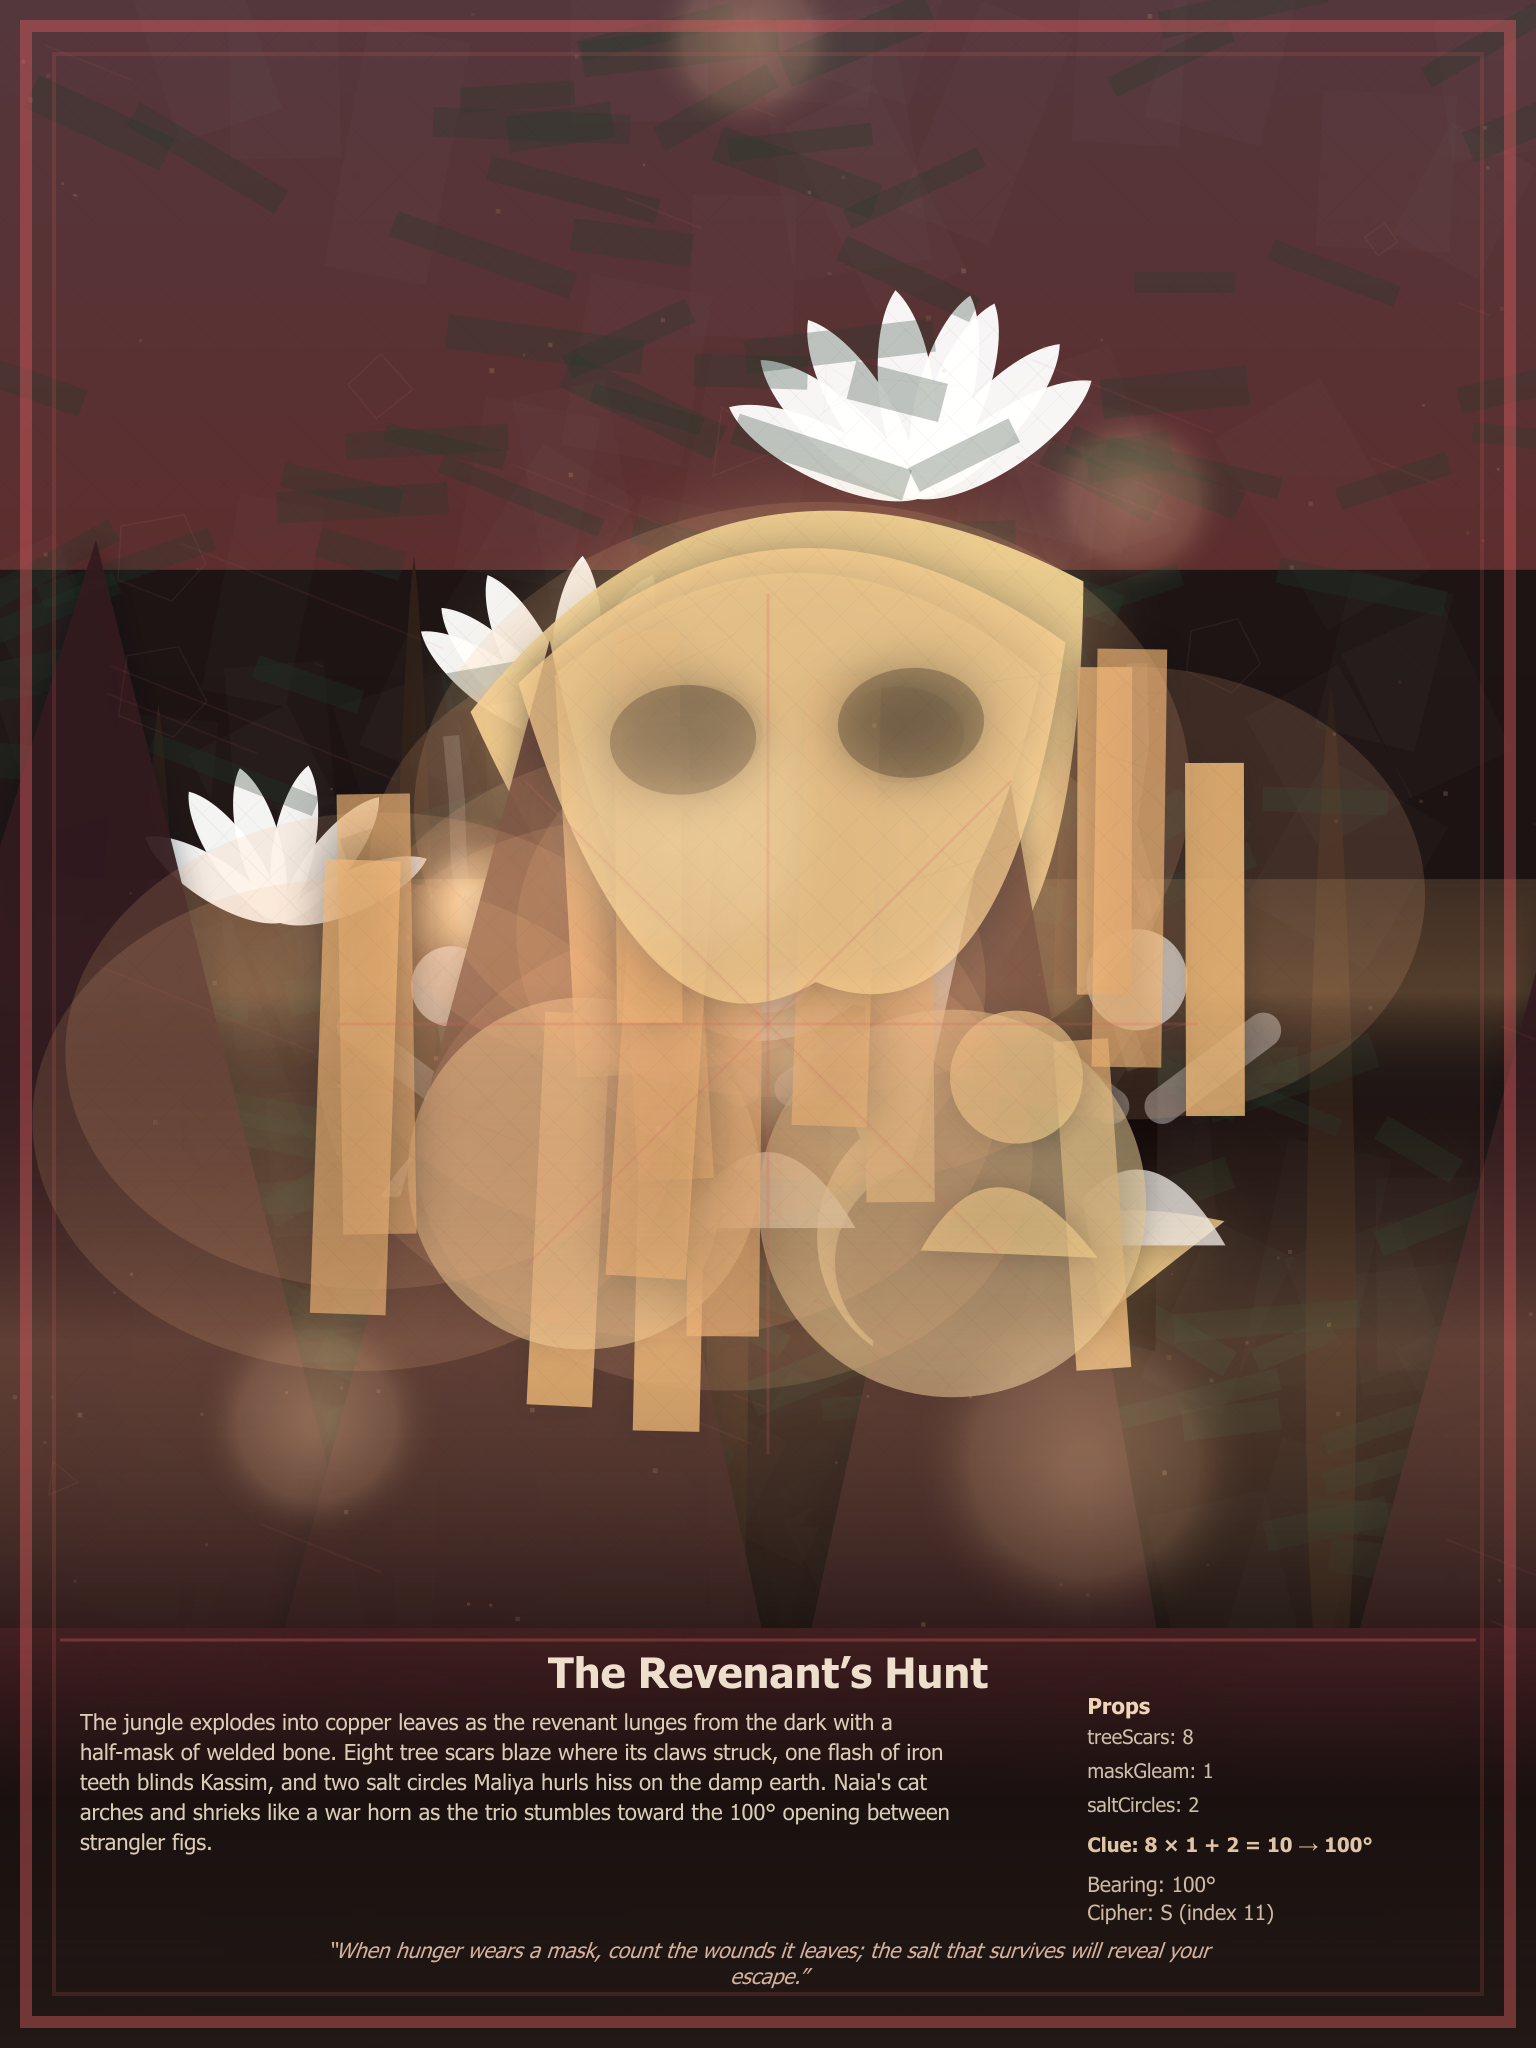 The Revenant’s Hunt
The jungle explodes into copper leaves as the revenant lunges from the dark with a
half-mask of welded bone. Eight tree scars blaze where its claws struck, one flash of iron
teeth blinds Kassim, and two salt circles Maliya hurls hiss on the damp earth. Naia's cat
arches and shrieks like a war horn as the trio stumbles toward the 100° opening between
strangler figs.
Props
treeScars: 8
maskGleam: 1
saltCircles: 2
Clue: 8 × 1 + 2 = 10 → 100°
Bearing: 100°
Cipher: S (index 11)
“When hunger wears a mask, count the wounds it leaves; the salt that survives will reveal your
escape.”